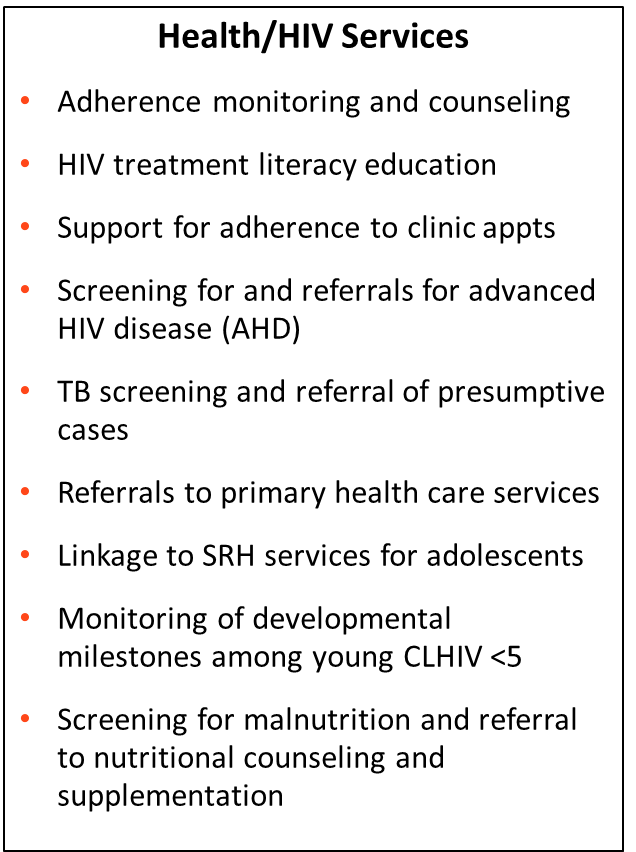 Health/HIV Services
• Adherence monitoring and counseling
• HIV treatment literacy education
• Support for adherence to clinic appts
• Screening for and referrals for advanced
HIV disease (AHD)
• TB screening and referral of presumptive
cases
• Referrals to primary health care services
• Linkage to SRH services for adolescents
• Monitoring of developmental
milestones among young CLHIV <5
• Screening for malnutrition and referral
to nutritional counseling and
supplementation